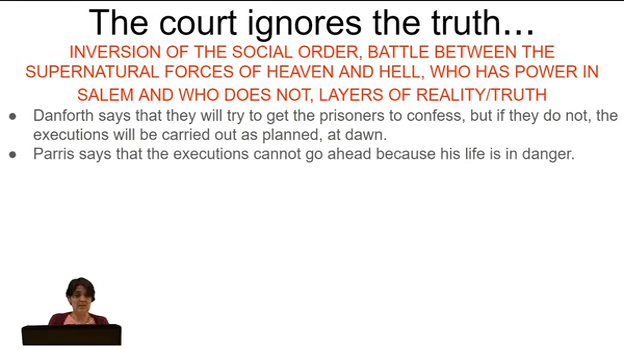 The court ignores the truth...
INVERSION OF THE SOCIAL ORDER, BATTLE BETWEEN THE
SUPERNATURAL FORCES OF HEAVEN AND HELL, WHO HAS POWER IN
SALEM AND WHO DOES NOT, LAYERS OF REALITY/TRUTH
● Danforth says that they will try to get the prisoners to confess, but if they do not, the
executions will be carried out as planned, at dawn.
● Parris says that the executions cannot go ahead because his life is in danger.